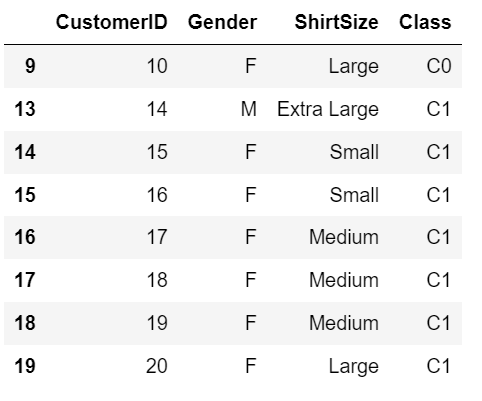 CustomerID Gender ShirtSize Class
9 10 F Large C0
13 14 M Extra Large C1
14 15 F Small C1
15 16 F Small C1
16 17 F Medium C1
17 18 F Medium C1
18 19 F Medium C1
19 20 F Large C1